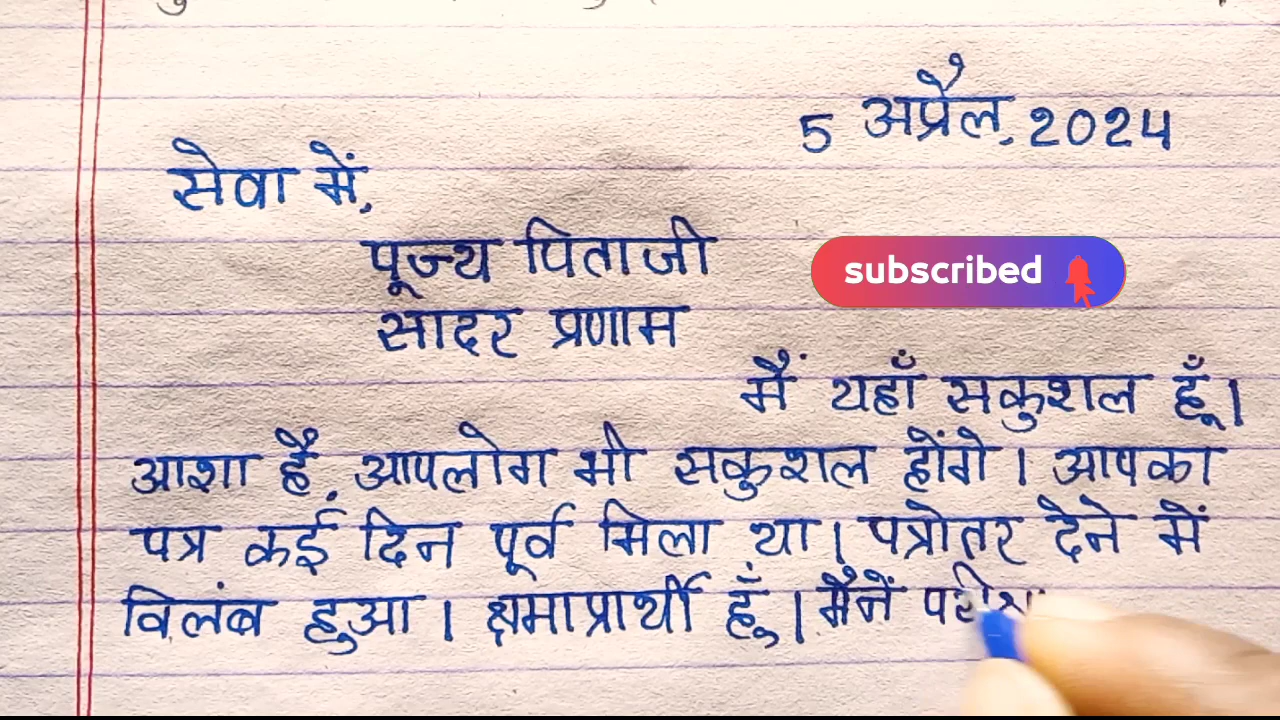 5 अप्रैल, 2024
सेवा में,
पूज्य पिताजी
subscribed
सादर प्रणाम
मैं यहाँ सकुशल हूँ।
आशा है, आपलोग भी सकुशल होंगे। आपका
पत्र कई दिन पूर्व मिला था। पत्रोतर देने में
विलंब हुआ। क्षमाप्रार्थी हूँ। मैनें